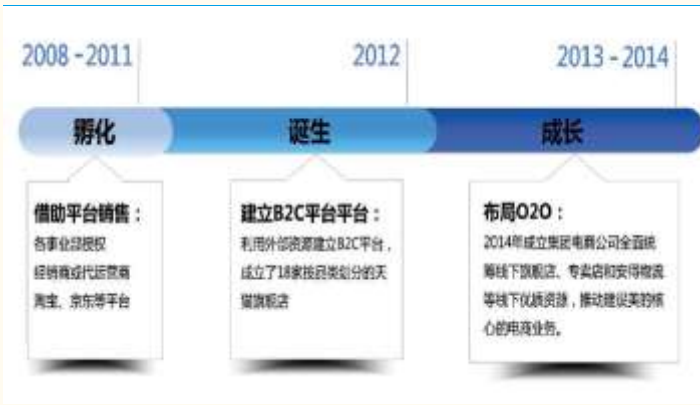 2008 -2011
2012
2013 - 2014
孵化
诞生
成长
借助平台销售：
各事业部授权
经销商或代运营商
淘宝、京东等平台
建立B2C平台平台：
利用外部资源建立B2C平台，
成立了18家按品类划分的天
猫旗舰店
布局O2O：
2014年成立集团电商公司全面统
筹线下旗舰店、专卖店和安得物流
等线下优质资源，推动建设美的核
心的电商业务。